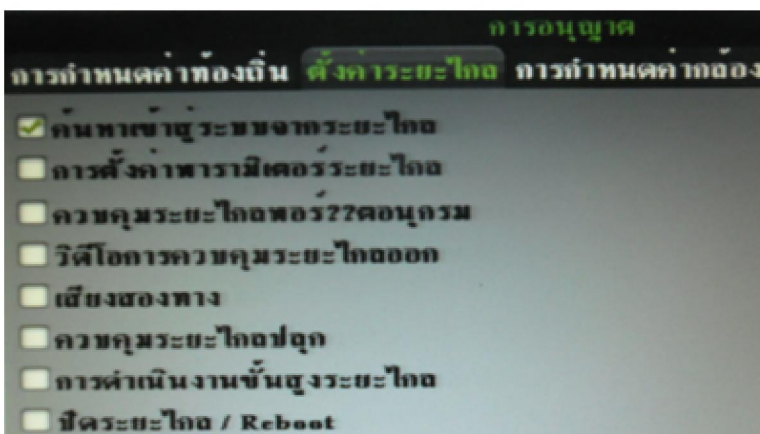 การอนุญาต
การกำหนดค่าท้องถิ่น ตั้งค่าระยะไกล การกำหนดค่ากล้อง
ค้นหาเข้าสู่ระบบจากระยะไกล
การตั้งค่าพารามิเตอร์ระยะไกล
ควบคุมระยะไกลพอร์??ตอนุกรม
วิดีโอการควบคุมระยะไกลออก
เสียงสองทาง
ควบคุมระยะไกลปลุก
การดำเนินงานขั้นสูงระยะไกล
ปิดระยะไกล / Reboot